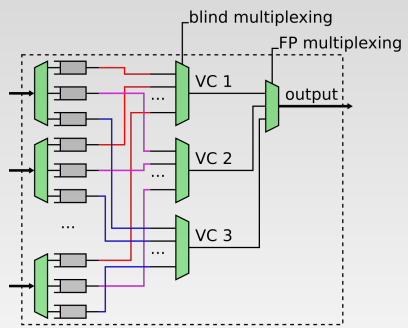 blind multiplexing
FP multiplexing
VC 1
output
...
VC 2
...
...
VC 3
...